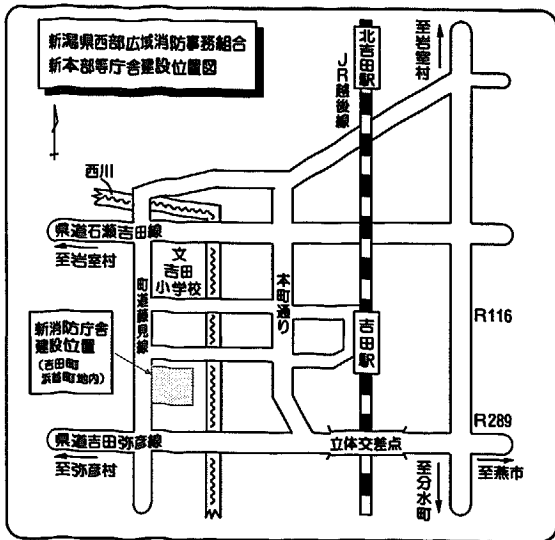 新潟県西部広域消防事務組合
新本部等庁舎建設位置図
北吉田駅
JR越後線
至岩室村
西川
県道石瀬吉田線
至岩室村
文
吉田
小学校
町道藤見線
本町通り
吉田駅
R116
新消防庁舎
建設位置
(吉田町
浜首町地内)
R289
県道吉田弥彦線
至弥彦村
立体交差点
至分水町
至燕市